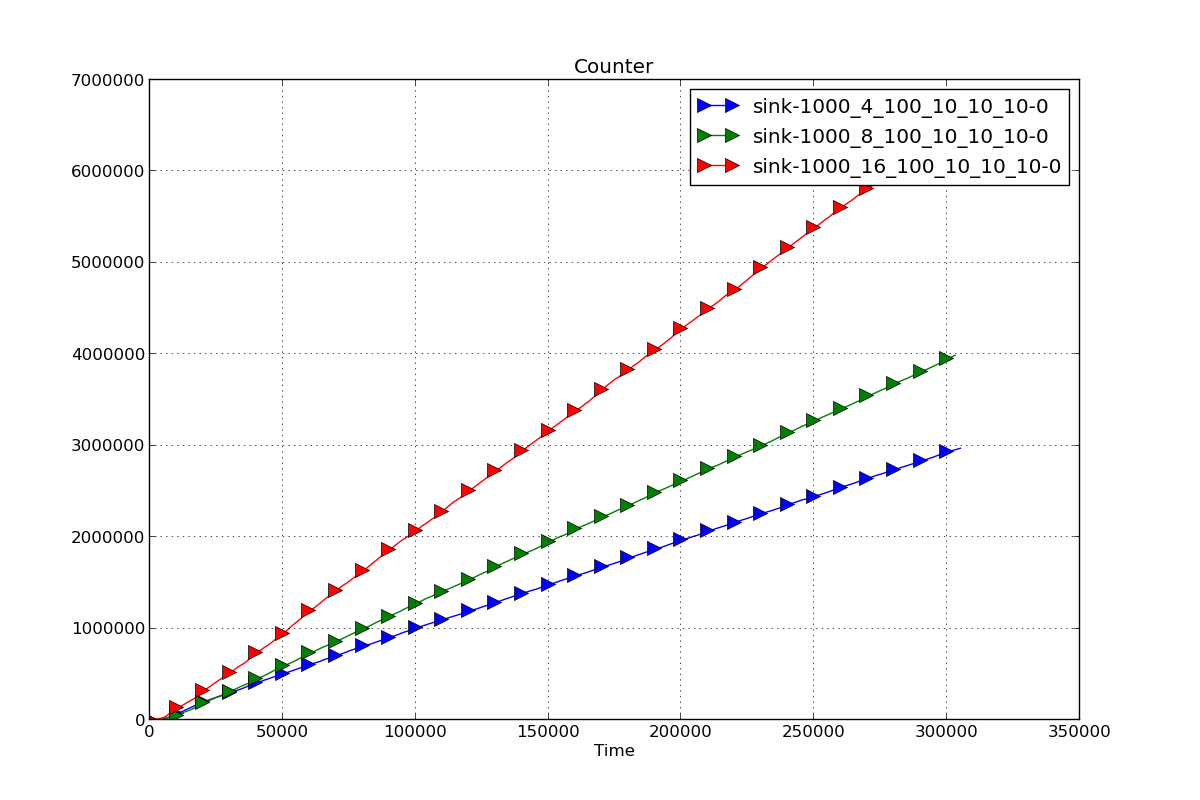 Counter
7000000
6000000
5000000
4000000
3000000
2000000
1000000
0
sink-1000_4_100_10_10_10-0
sink-1000_8_100_10_10_10-0
sink-1000_16_100_10_10_10-0
0 50000 100000 150000 200000 250000 300000 350000
Time